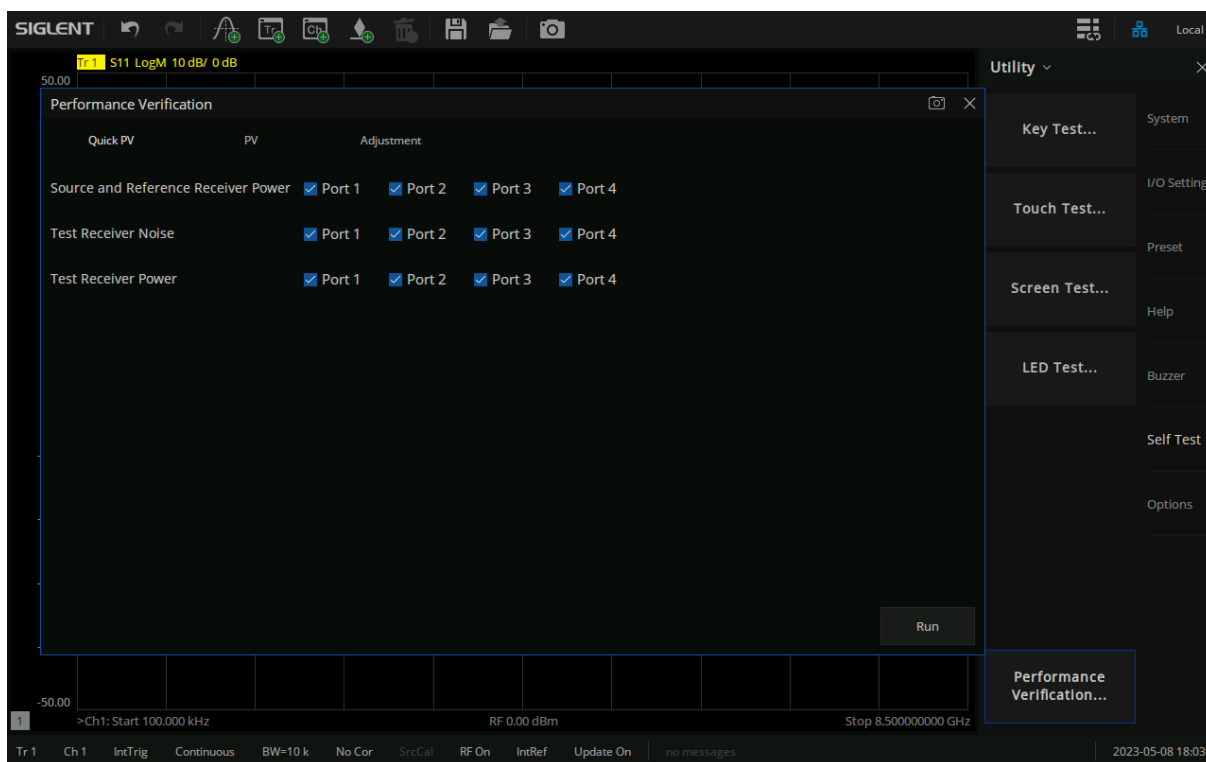 SIGLENT Tr Ch Local
Tr 1 S11 LogM 10 dB/ 0 dB
50.00
Utility
Performance Verification
Quick PV PV Adjustment
Source and Reference Receiver Power Port 1 Port 2 Port 3 Port 4
Test Receiver Noise Port 1 Port 2 Port 3 Port 4
Test Receiver Power Port 1 Port 2 Port 3 Port 4
Run
Key Test...
Touch Test...
Screen Test...
LED Test...
Performance
Verification...
System
I/O Setting
Preset
Help
Buzzer
Self Test
Options
-50.00
1 >Ch1: Start 100.000 kHz RF 0.00 dBm Stop 8.500000000 GHz
Tr 1 Ch 1 IntTrig Continuous BW=10 k No Cor SrcCal RF On IntRef Update On no messages 2023-05-08 18:03